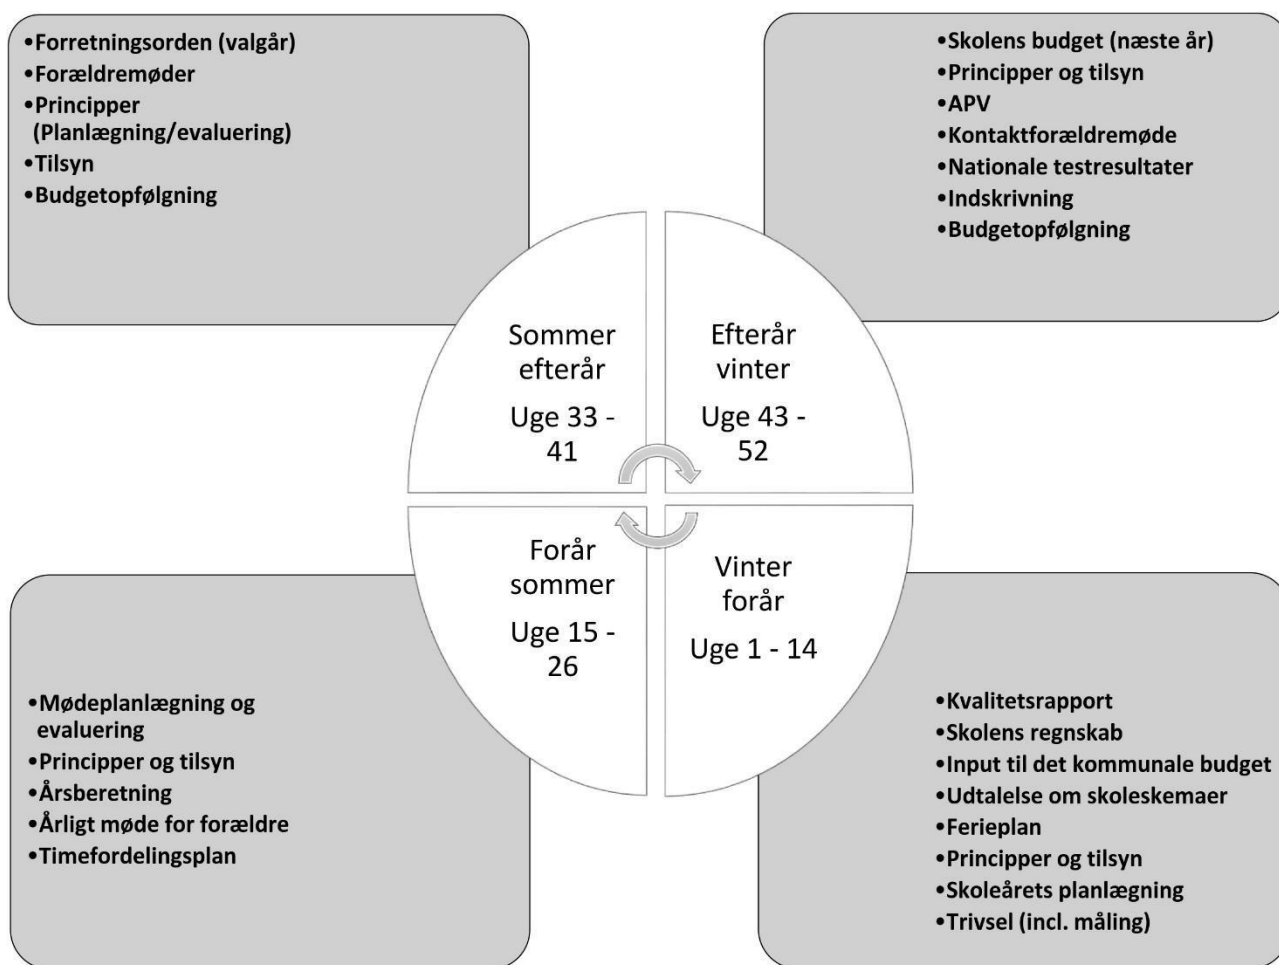 •Forretningsorden (valgår)
•Forældremøder
•Principper
(Planlægning/evaluering)
•Tilsyn
•Budgetopfølgning
•Skolens budget (næste år)
•Principper og tilsyn
•APV
•Kontaktforældremøde
•Nationale testresultater
•Indskrivning
•Budgetopfølgning
Sommer
efterår
Uge 33 -
41
Efterår
vinter
Uge 43 -
52
Forår
sommer
Uge 15 -
26
Vinter
forår
Uge 1 - 14
•Mødeplanlægning og
evaluering
•Principper og tilsyn
•Årsberetning
•Årligt møde for forældre
•Timefordelingsplan
•Kvalitetsrapport
•Skolens regnskab
•Input til det kommunale budget
•Udtalelse om skoleskemaer
•Ferieplan
•Principper og tilsyn
•Skoleårets planlægning
•Trivsel (incl. måling)